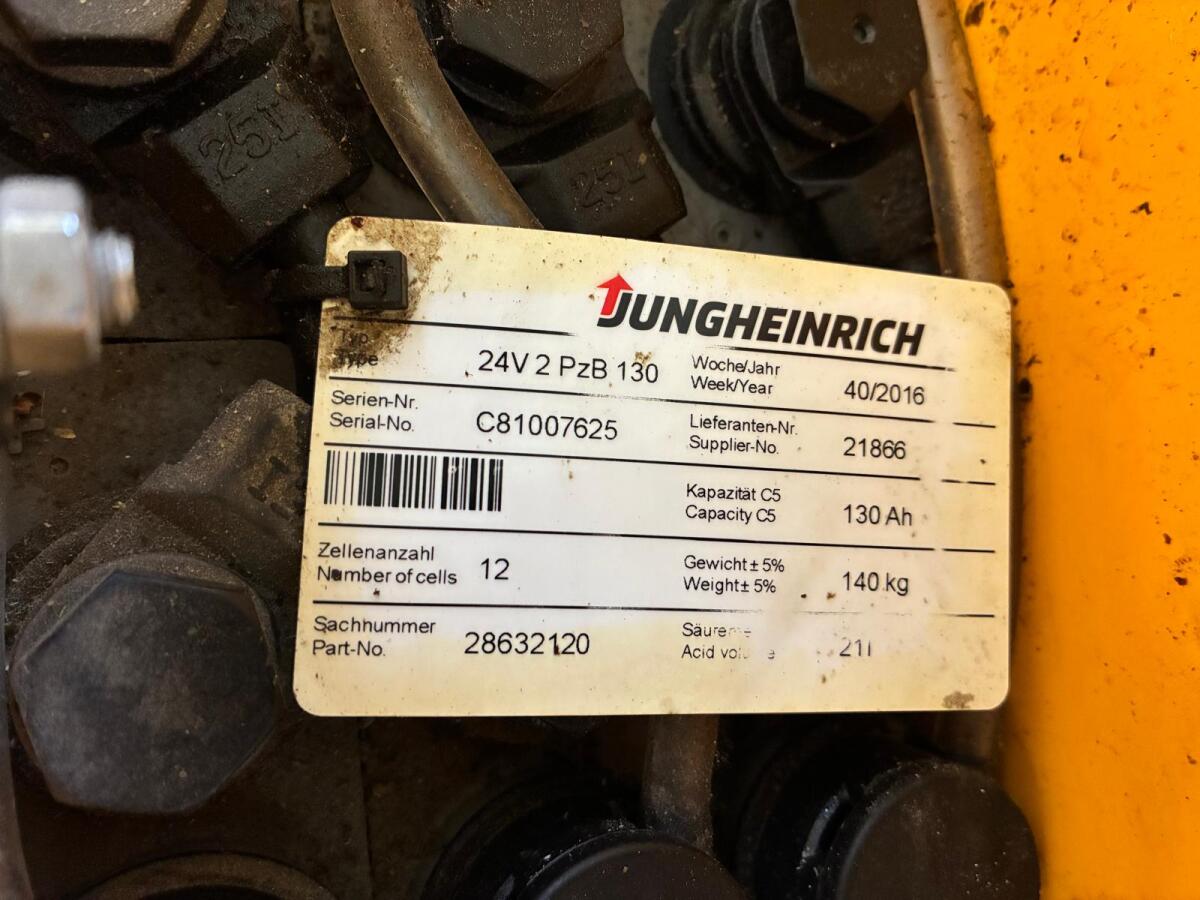 25I
25I
JUNGHEINRICH
Typ
Type
24V 2 PzB 130
Woche/Jahr
Week/Year
40/2016
Serien-Nr.
Serial-No.
C81007625
Lieferanten-Nr.
Supplier-No.
21866
Kapazität C5
Capacity C5
130 Ah
Zellenanzahl
Number of cells
12
Gewicht ± 5%
Weight ± 5%
140 kg
Sachhummer
Part-No.
28632120
Acid
21l